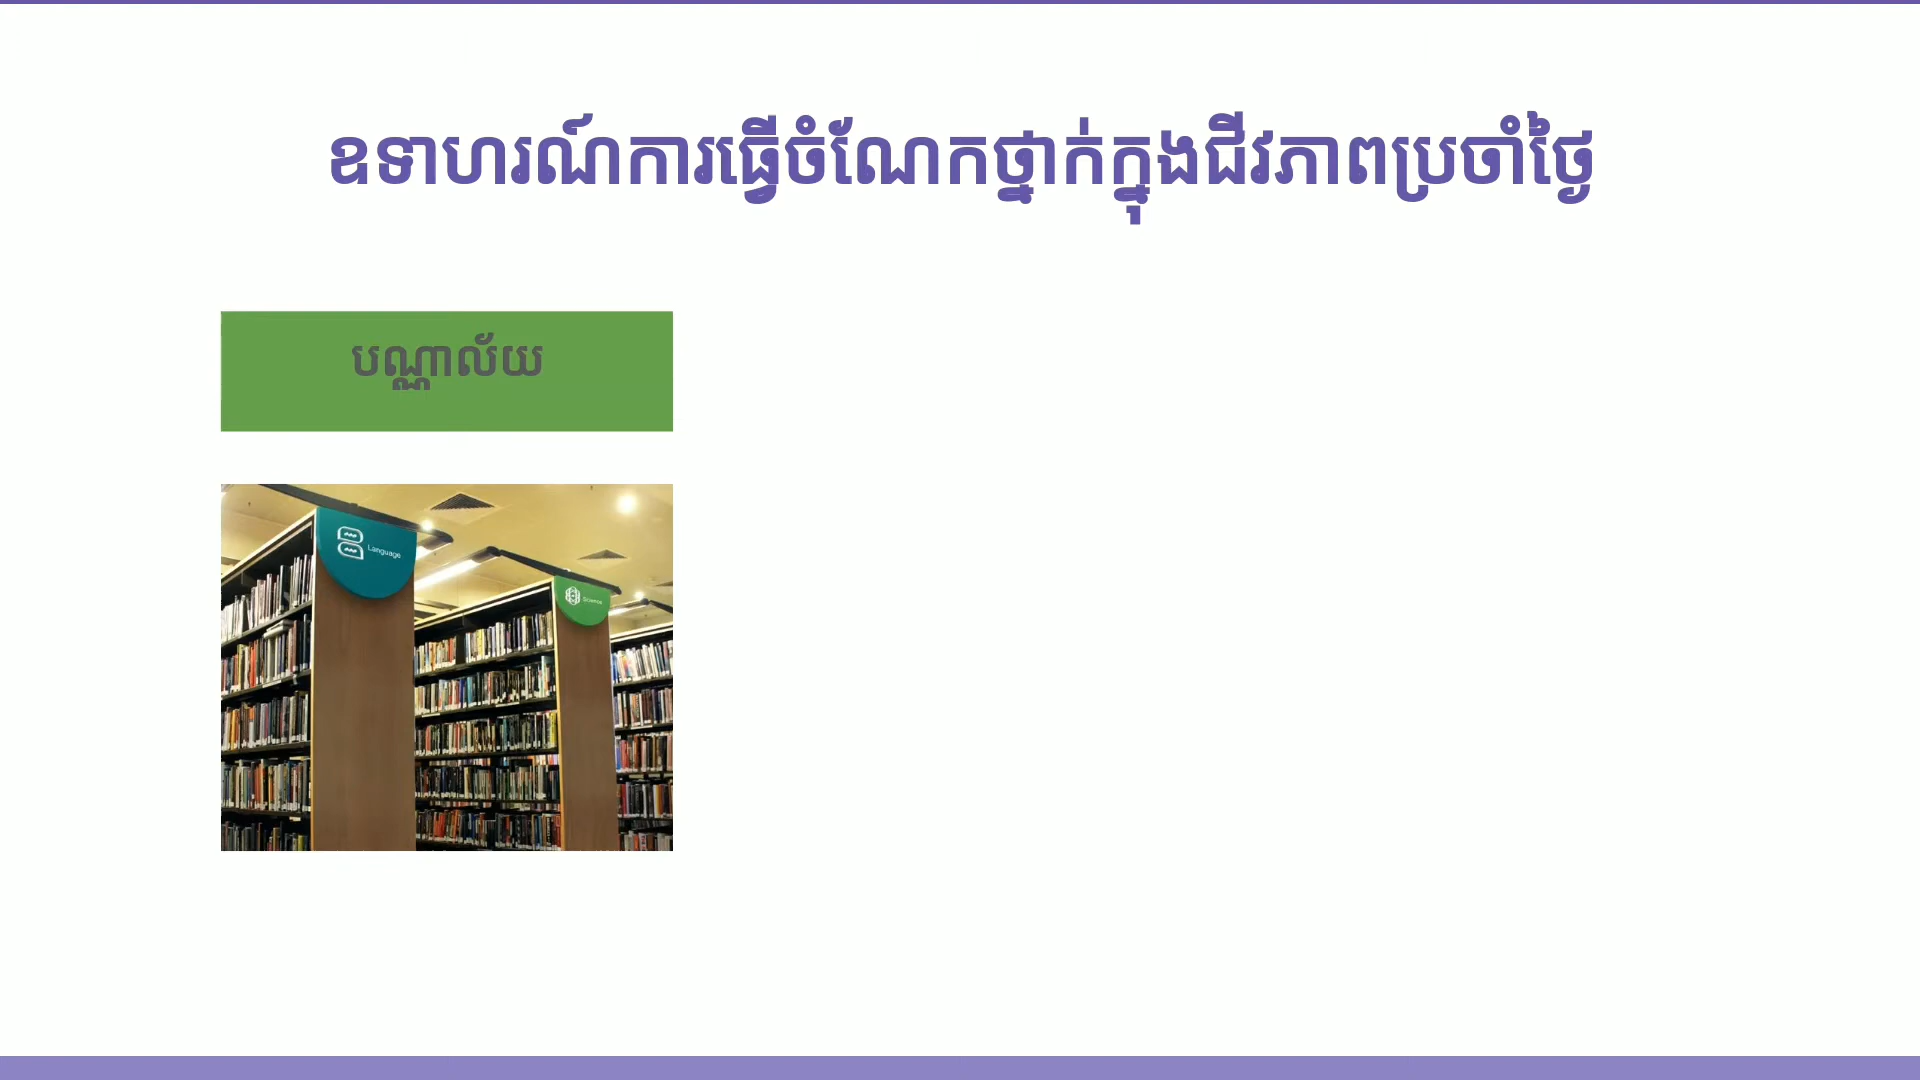 ឧទាហរណ៍ការធ្វើចំណែកថ្នាក់ក្នុងជីវភាពប្រចាំថ្ងៃ
បណ្ណាល័យ
Language
Science